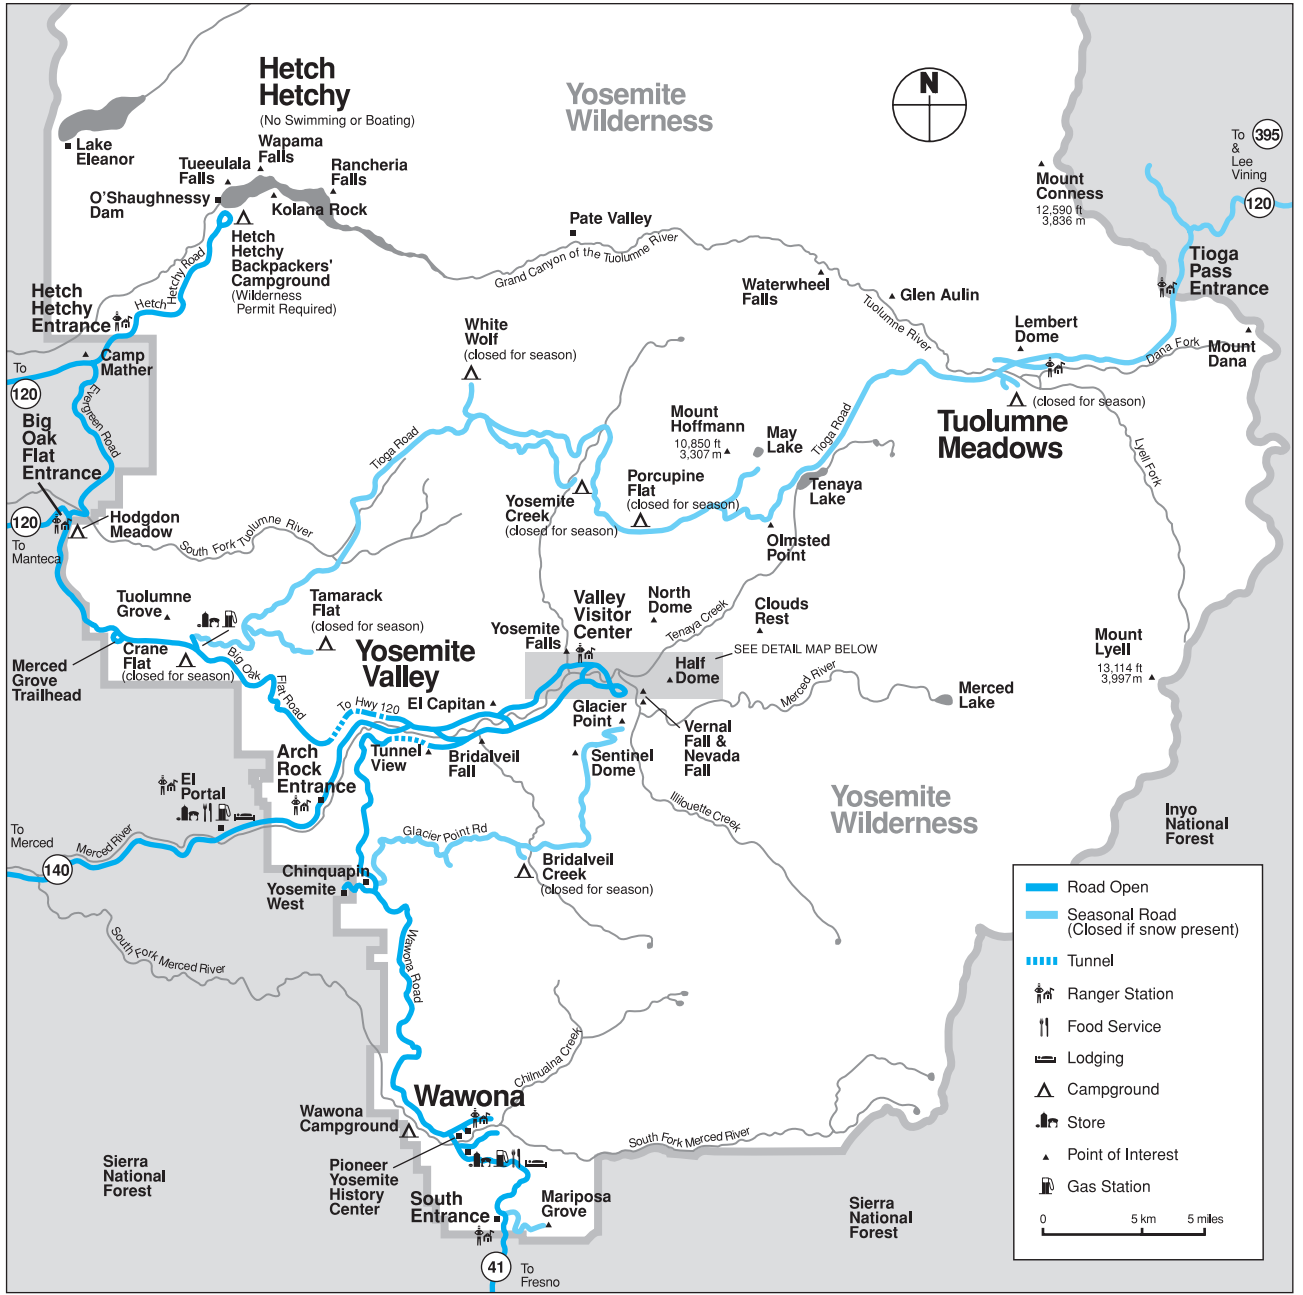 Hetch
Hetchy
(No Swimming or Boating)
Yosemite
Wilderness
N
To
395
&
Lee
Vining
120
Lake
Eleanor
Wapama
Falls
Tueeulala
Falls
Rancheria
Falls
O'Shaughnessy
Dam
Kolana Rock
Mount
Conness
12,590 ft
3,836 m
Pate Valley
Grand Canyon of the Tuolumne River
Hetch
Hetchy
Backpackers'
Campground
(Wilderness
Permit Required)
Hetch Hetchy Road
Tioga
Pass
Entrance
Hetch
Hetchy
Entrance
Waterwheel
Falls
Glen Aulin
Tuolumne River
White
Wolf
(closed for season)
Lembert
Dome
Dana Fork
Mount
Dana
Camp
Mather
To
120
Evergreen Road
(closed for season)
Tuolumne
Meadows
Big
Oak
Flat
Entrance
Mount
Hoffmann
10,850 ft
3,307 m
May
Lake
Tioga Road
Tioga Road
Lyell Fork
Porcupine
Flat
(closed for season)
Tenaya
Lake
Yosemite
Creek
(closed for season)
120
To
Manteca
Hodgdon
Meadow
South Fork Tuolumne River
Olmsted
Point
Tuolumne
Grove
Tamarack
Flat
(closed for season)
Valley
Visitor
Center
North
Dome
Tenaya Creek
Clouds
Rest
Yosemite
Falls
Mount
Lyell
13,114 ft
3,997 m
Merced
Grove
Trailhead
Crane
Flat
(closed for season)
Big Oak
Flat Road
Yosemite
Valley
SEE DETAIL MAP BELOW
Half
Dome
Merced River
Merced
Lake
To Hwy 120
El Capitan
Glacier
Point
Vernal
Fall &
Nevada
Fall
Arch
Rock
Entrance
Tunnel
View
Bridalveil
Fall
Sentinel
Dome
El
Portal
Illilouette Creek
Yosemite
Wilderness
To
Merced
Merced River
140
Glacier Point Rd
Inyo
National
Forest
Chinquapin
Yosemite
West
Bridalveil
Creek
(closed for season)
Road Open
Seasonal Road
(Closed if snow present)
Tunnel
Ranger Station
Food Service
Lodging
Campground
Store
Point of Interest
Gas Station
0
5 km
5 miles
South Fork Merced River
Wawona Road
Chilnualna Creek
Wawona
Wawona
Campground
South Fork Merced River
Pioneer
Yosemite
History
Center
Sierra
National
Forest
South
Entrance
Mariposa
Grove
Sierra
National
Forest
41
To
Fresno